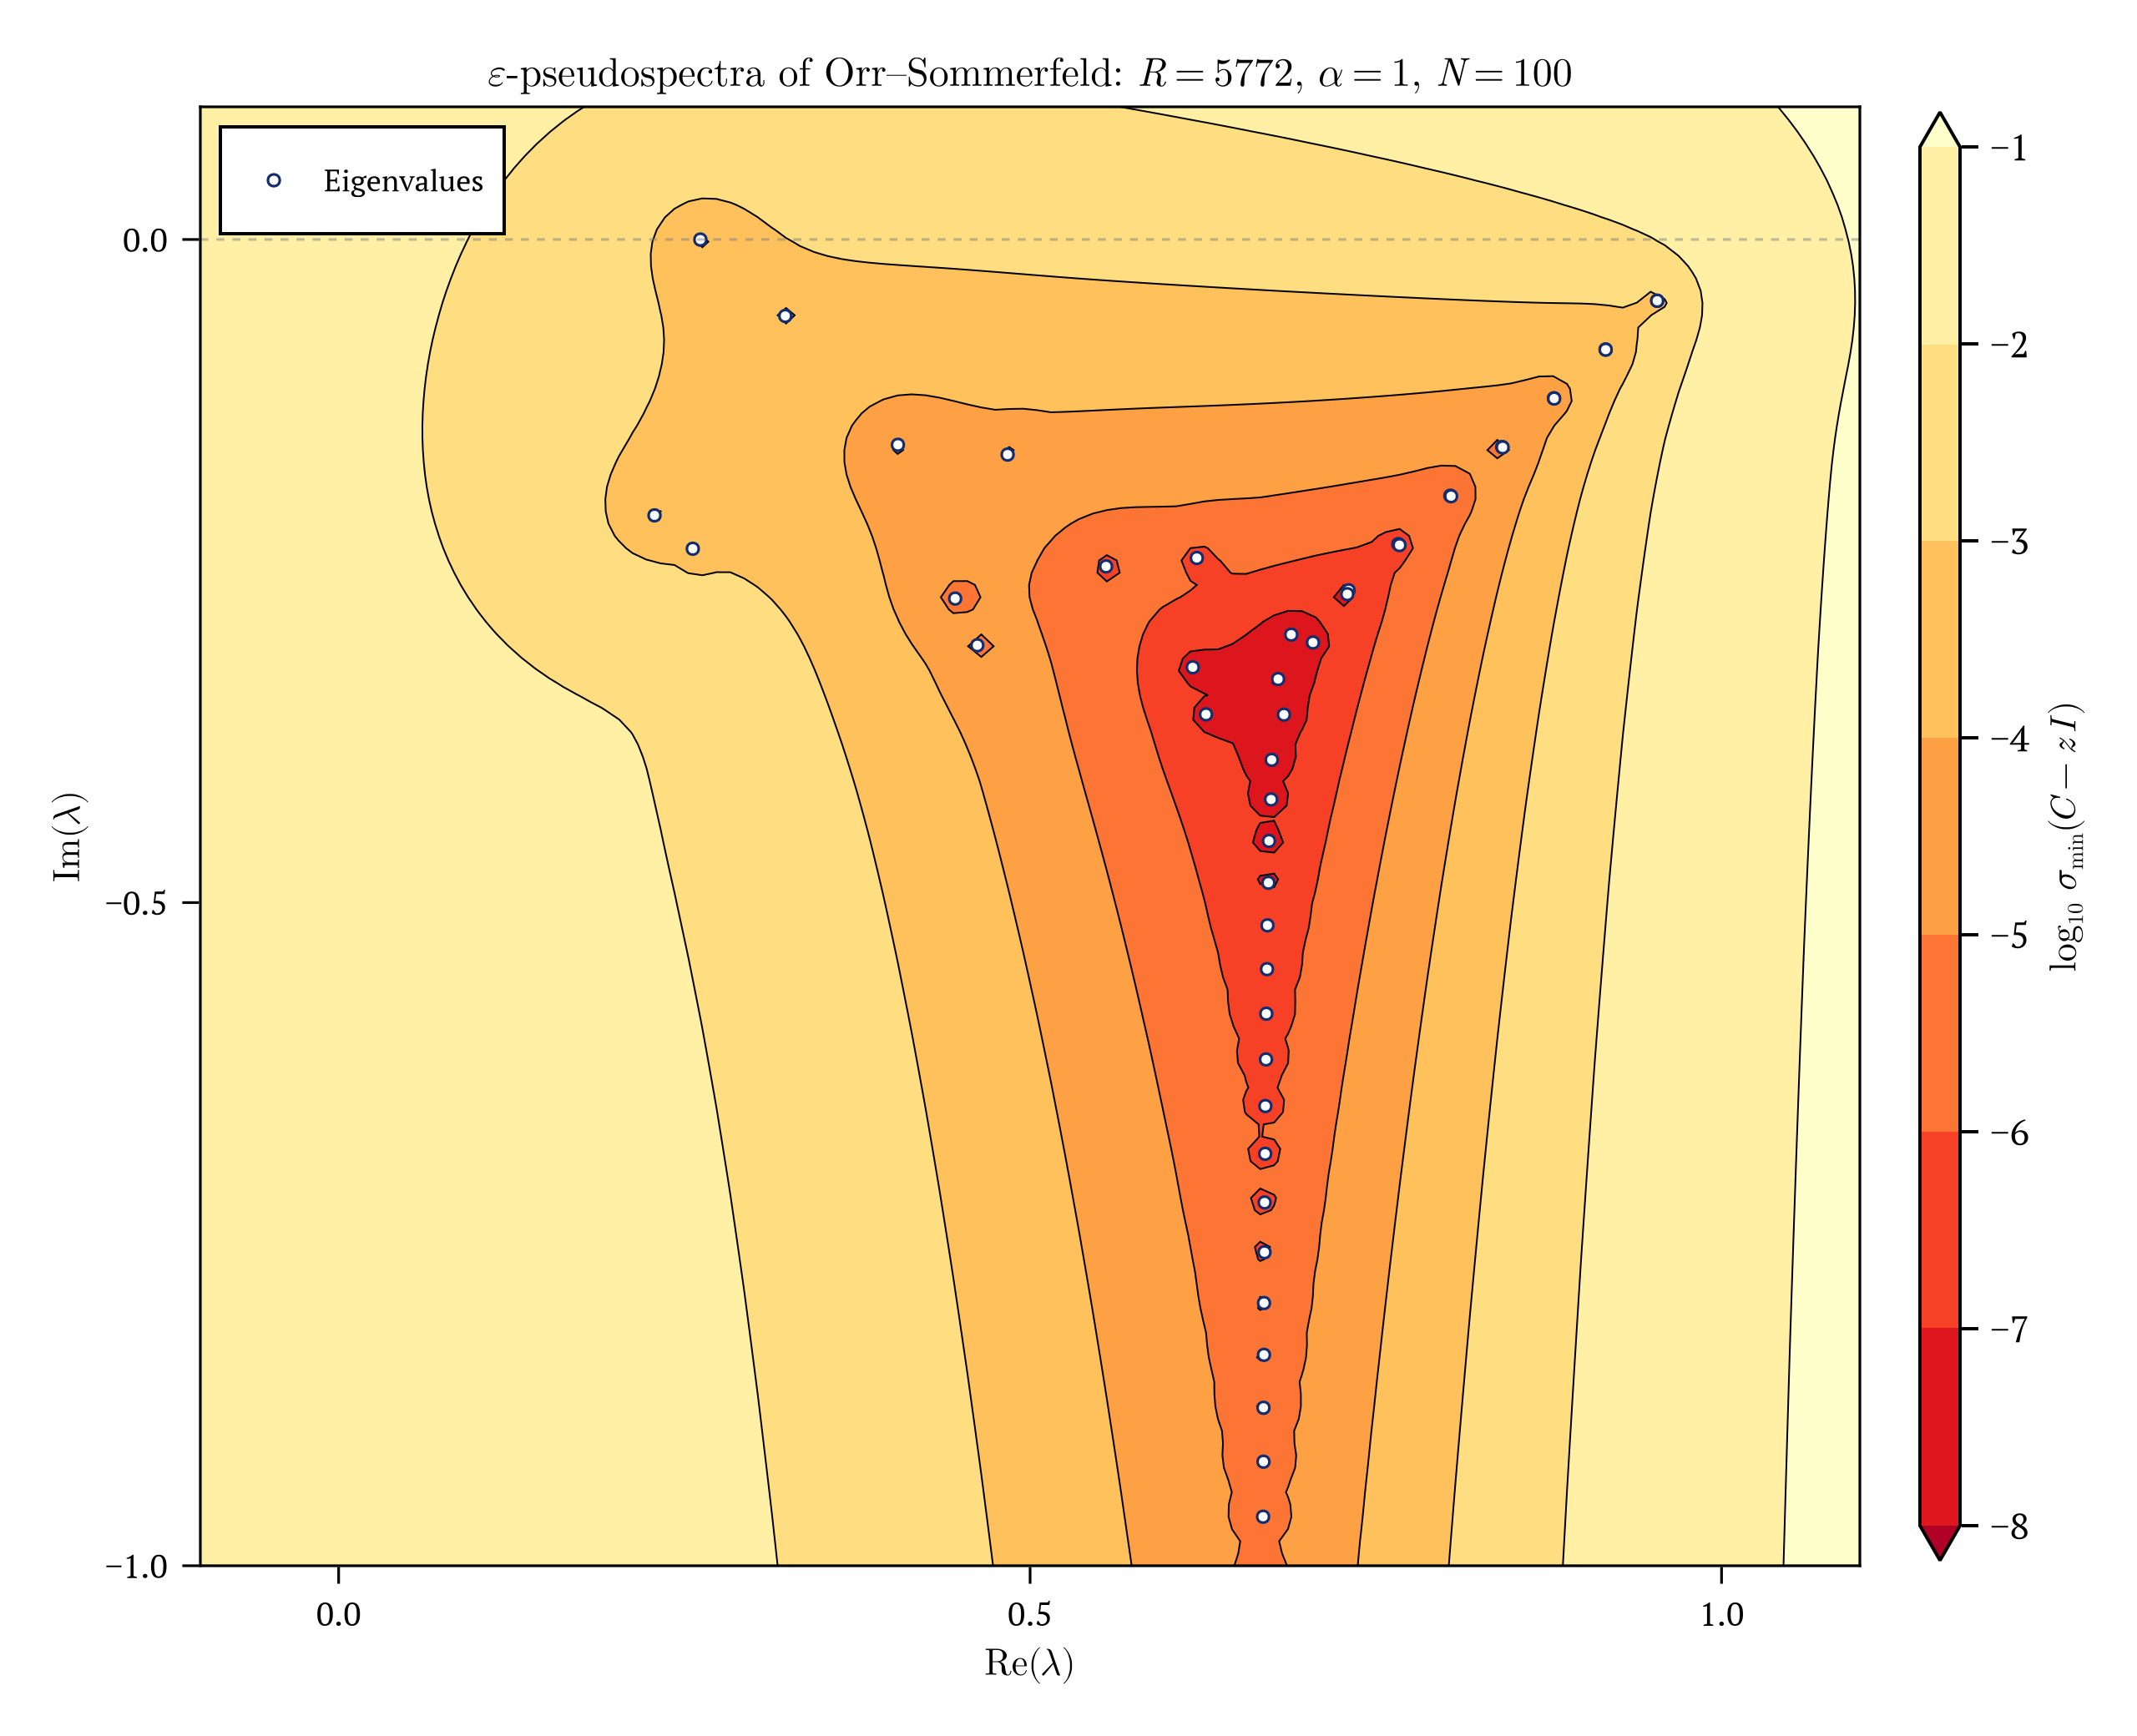 ε-pseudospectra of Orr–Sommerfeld: R = 5772, α = 1, N = 100
Eigenvalues
0.0
−0.5
−1.0
Im(λ)
0.0 0.5 1.0
Re(λ)
−1
−2
−3
−4
−5
−6
−7
−8
log₁₀ σ_min(C − zI)